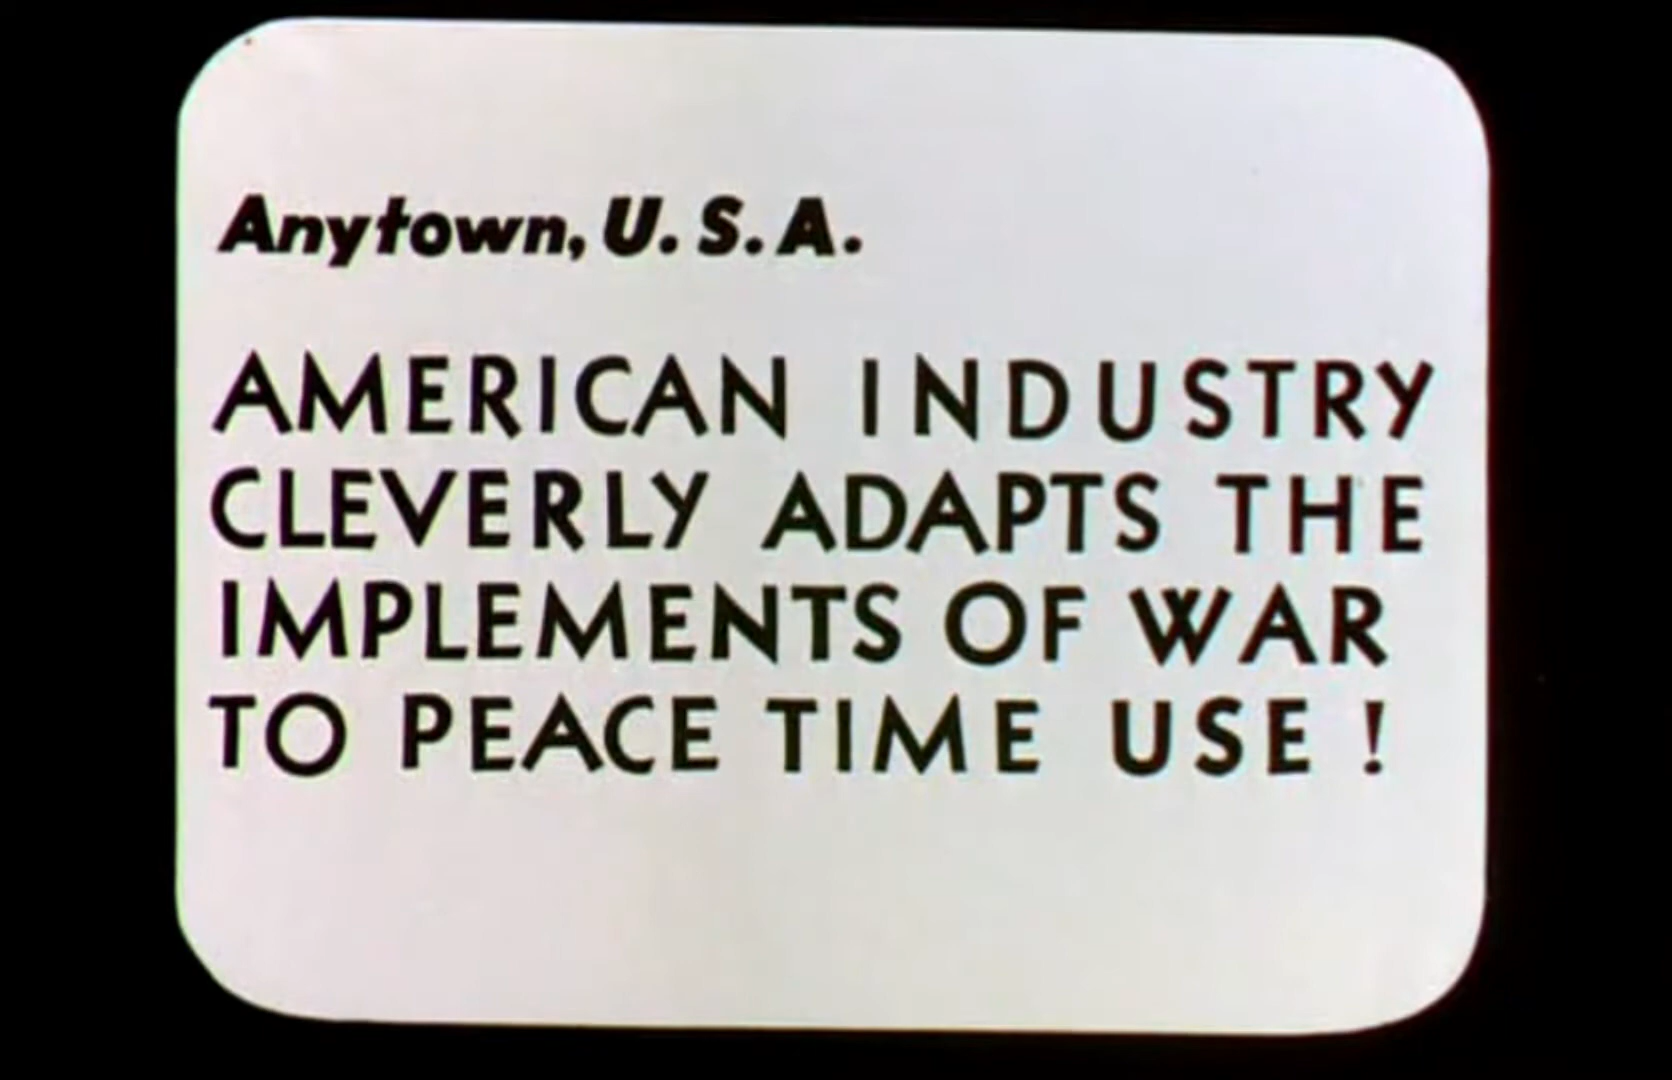 Anytown, U.S.A.
AMERICAN INDUSTRY
CLEVERLY ADAPTS THE
IMPLEMENTS OF WAR
TO PEACE TIME USE !